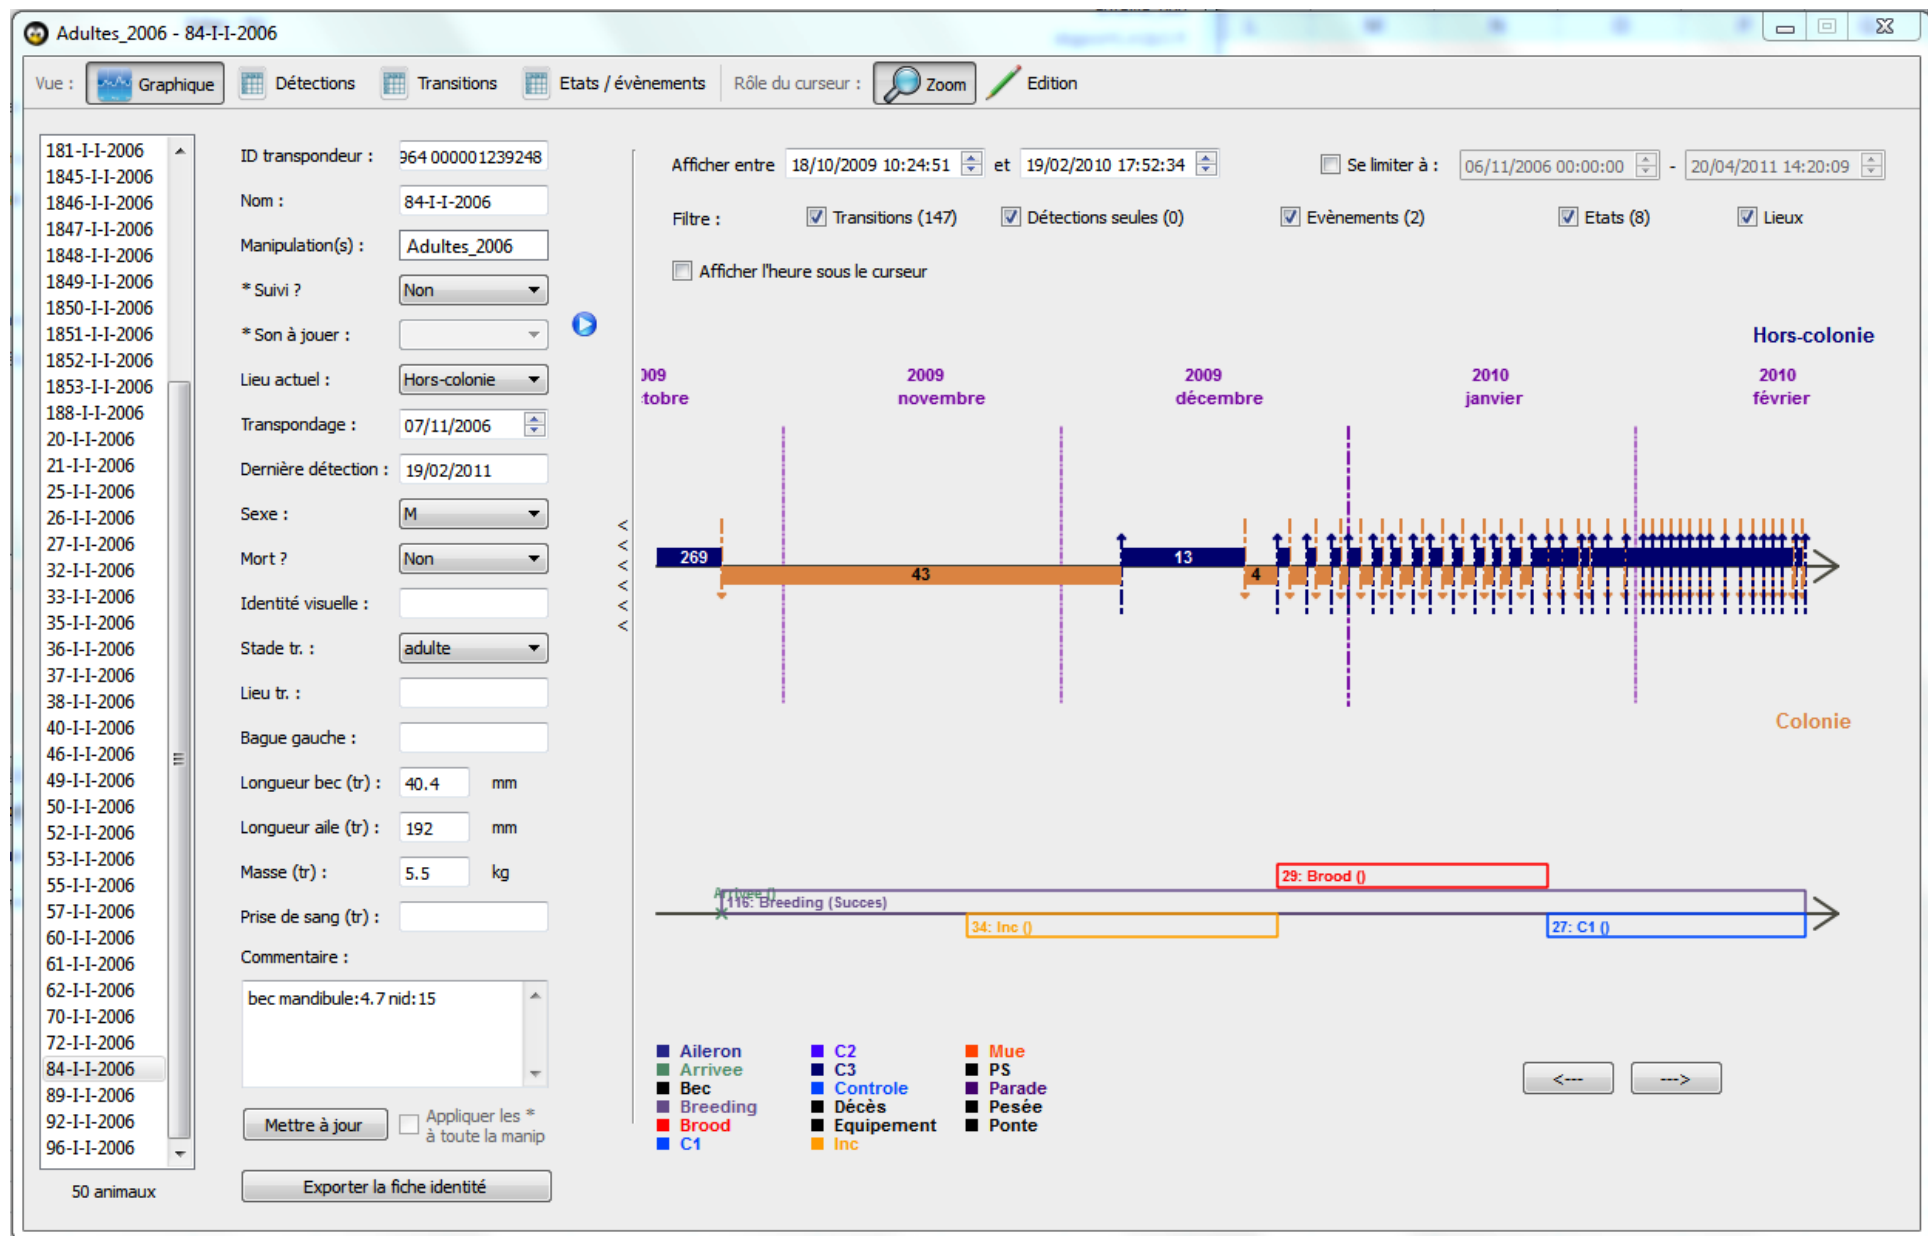 Adultes_2006 - 84-I-I-2006
Vue : Graphique Détections Transitions Etats / évènements Rôle du curseur : Zoom Edition
181-I-I-2006
1845-I-I-2006
1846-I-I-2006
1847-I-I-2006
1848-I-I-2006
1849-I-I-2006
1850-I-I-2006
1851-I-I-2006
1852-I-I-2006
1853-I-I-2006
188-I-I-2006
20-I-I-2006
21-I-I-2006
25-I-I-2006
26-I-I-2006
27-I-I-2006
32-I-I-2006
33-I-I-2006
35-I-I-2006
36-I-I-2006
37-I-I-2006
38-I-I-2006
40-I-I-2006
46-I-I-2006
49-I-I-2006
50-I-I-2006
52-I-I-2006
53-I-I-2006
55-I-I-2006
57-I-I-2006
60-I-I-2006
61-I-I-2006
62-I-I-2006
70-I-I-2006
72-I-I-2006
84-I-I-2006
89-I-I-2006
92-I-I-2006
96-I-I-2006
50 animaux
ID transpondeur : 964 000001239248
Nom : 84-I-I-2006
Manipulation(s) : Adultes_2006
* Suivi ? Non
* Son à jouer :
Lieu actuel : Hors-colonie
Transpondage : 07/11/2006
Dernière détection : 19/02/2011
Sexe : M
Mort ? Non
Identité visuelle :
Stade tr. : adulte
Lieu tr. :
Bague gauche :
Longueur bec (tr) : 40.4 mm
Longueur aile (tr) : 192 mm
Masse (tr) : 5.5 kg
Prise de sang (tr) :
Commentaire :
bec mandibule:4.7 nid:15
Mettre à jour Appliquer les *
à toute la manip
Exporter la fiche identité
<
<
<
<
<
<
Afficher entre 18/10/2009 10:24:51 et 19/02/2010 17:52:34 Se limiter à : 06/11/2006 00:00:00 - 20/04/2011 14:20:09
Filtre : Transitions (147) Détections seules (0) Evènements (2) Etats (8) Lieux
Afficher l'heure sous le curseur
Hors-colonie
009 2009 2009 2010 2010
tobre novembre décembre janvier février
269 13
43 4
Colonie
29: Brood ()
Arrivee ()
116: Breeding (Succes)
34: Inc () 27: C1 ()
Aileron C2 Mue
Arrivee C3 PS
Bec Controle Parade
Breeding Décès Pesée
Brood Equipement Ponte
C1 Inc
<--- --->